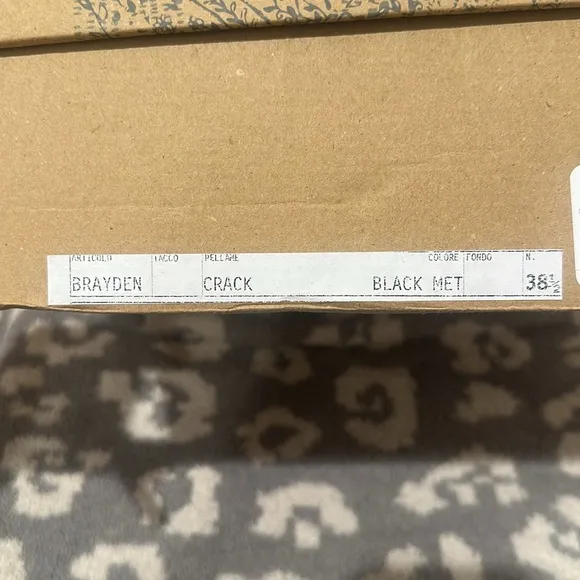 ARTICOLO TACCO PELLAME COLORE FONDO N.
BRAYDEN CRACK BLACK MET 38½